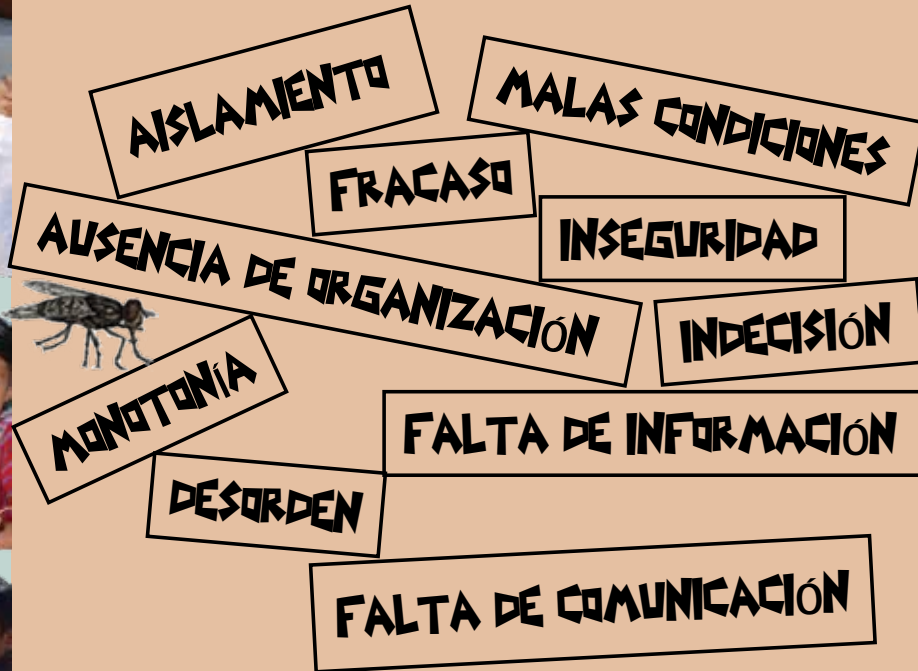 AISLAMIENTO
MALAS CONDICIONES
FRACASO
INSEGURIDAD
AUSENCIA DE ORGANIZACIÓN
INDECISIÓN
MONOTONÍA
FALTA DE INFORMACIÓN
DESORDEN
FALTA DE COMUNICACIÓN